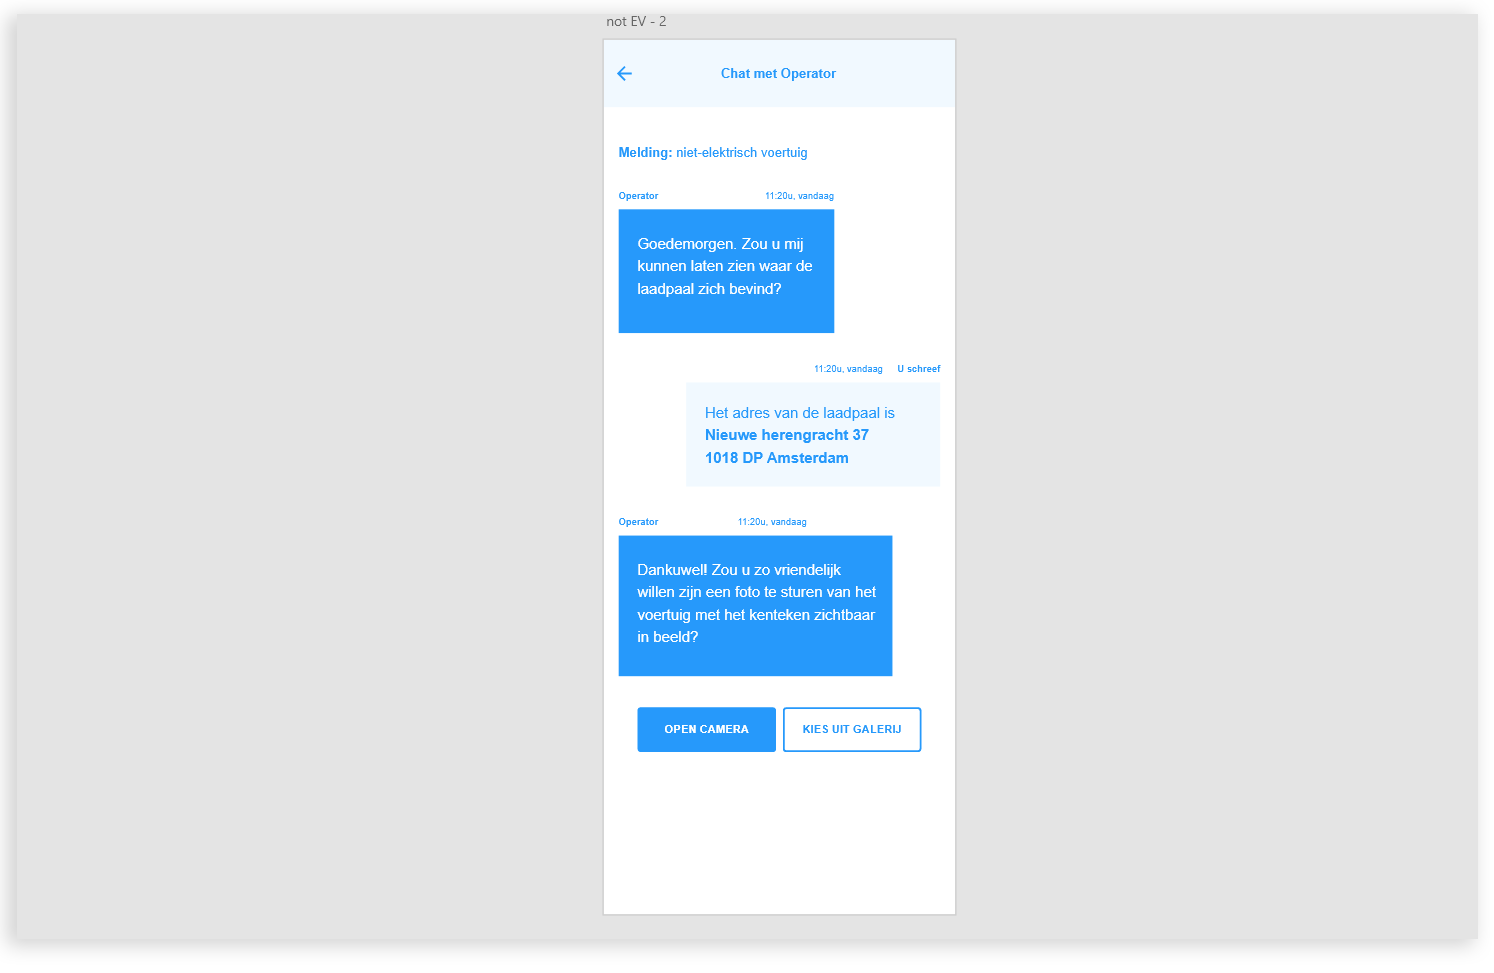 not EV - 2
Chat met Operator
Melding: niet-elektrisch voertuig
Operator 11:20u, vandaag
Goedemorgen. Zou u mij
kunnen laten zien waar de
laadpaal zich bevind?
11:20u, vandaag U schreef
Het adres van de laadpaal is
Nieuwe herengracht 37
1018 DP Amsterdam
Operator 11:20u, vandaag
Dankuwel! Zou u zo vriendelijk
willen zijn een foto te sturen van het
voertuig met het kenteken zichtbaar
in beeld?
OPEN CAMERA KIES UIT GALERIJ